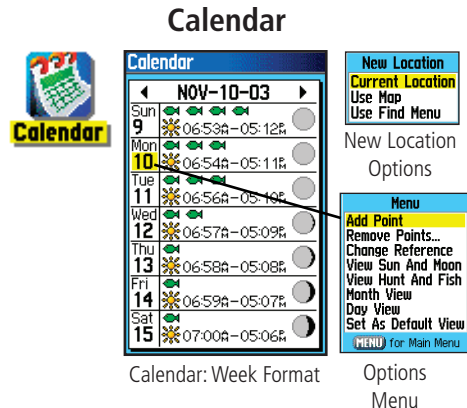 Calendar
Calendar
Calendar
NOV-10-03
Sun
9
06:53A-05:12P
Mon
10
06:54A-05:11P
Tue
11
06:56A-05:10P
Wed
12
06:57A-05:09P
Thu
13
06:58A-05:08P
Fri
14
06:59A-05:07P
Sat
15
07:00A-05:06P
Calendar: Week Format
New Location
Current Location
Use Map
Use Find Menu
New Location
Options
Menu
Add Point
Remove Points...
Change Reference
View Sun And Moon
View Hunt And Fish
Month View
Day View
Set As Default View
MENU for Main Menu
Options
Menu